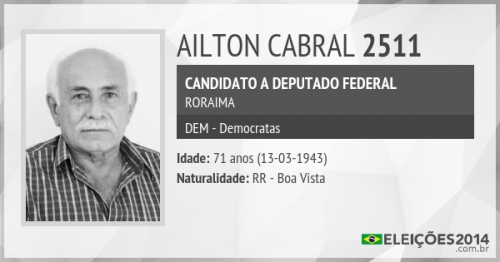 AILTON CABRAL 2511
CANDIDATO A DEPUTADO FEDERAL
RORAIMA
DEM - Democratas
Idade: 71 anos (13-03-1943)
Naturalidade: RR - Boa Vista
ELEIÇÕES2014
.com.br